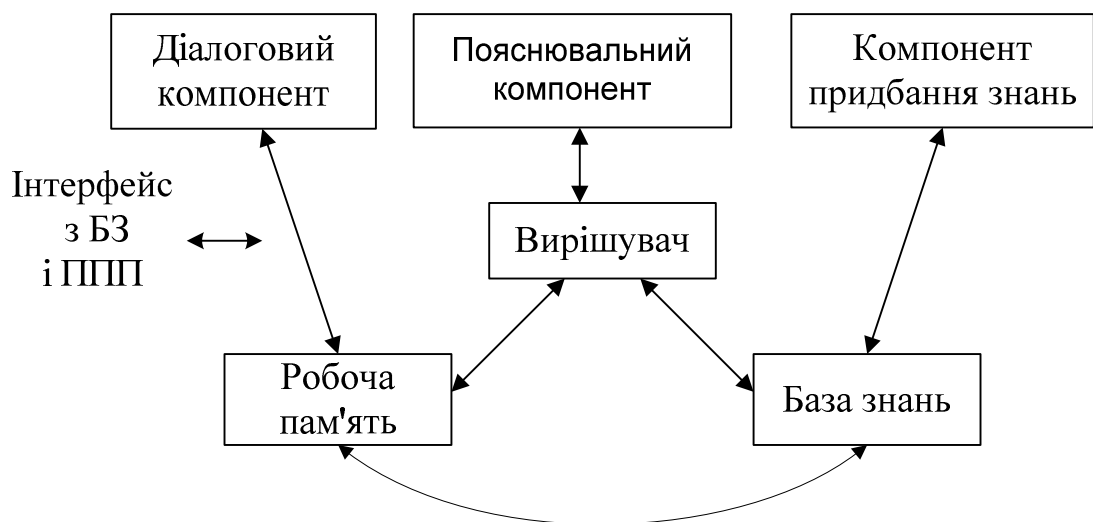 Діалоговий
компонент
Пояснювальний
компонент
Компонент
придбання знань
Інтерфейс
з БЗ
і ППП
Вирішувач
Робоча
пам'ять
База знань